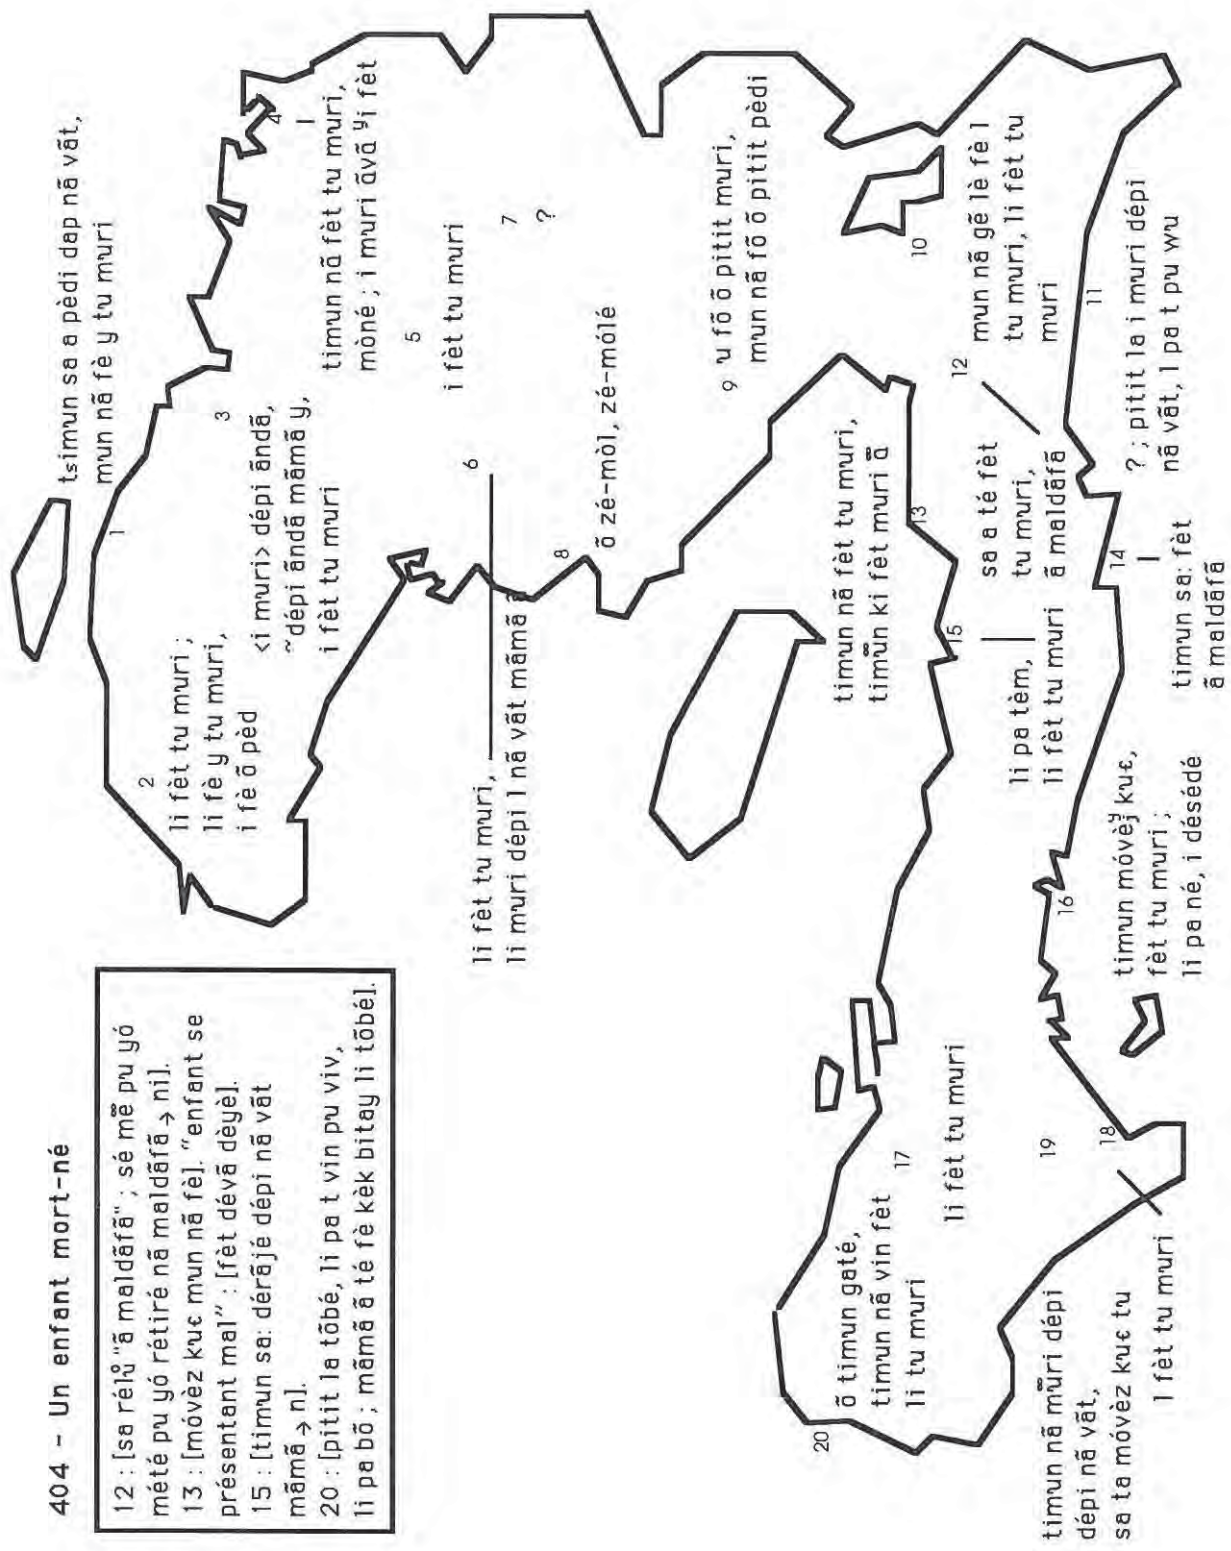 404 - Un enfant mort-né
12 : [sa rélů "ã maldãfã" ; sé mẽ pu yó
mété pu yó rétiré nã maldãfã → ni].
13 : [móvèz kuɛ mun nã fè]. "enfant se
présentant mal" : [fèt dévã dèyè].
15 : [timun sa: dérãjé dépi nã vãt
mãmã → n].
20 : [pitit la tõbé, li pa t vin pu viv,
li pa bõ ; mãmã ã té fè kèk bitay li tõbé].
tsimun sa a pèdi dap nã vãt,
mun nã fè y tu muri
1
2
li fèt tu muri ;
li fè y tu muri,
i fè õ pèd
3
<i muri> dépi ãndã,
~dépi ãndã mãmã y,
i fèt tu muri
4
timun nã fèt tu muri,
mòné ; i muri ãvã ʸi fèt
5
i fèt tu muri
6
li fèt tu muri,
li muri dépi l nã vãt mãmã ã
7
?
8
õ zé-mòl, zé-mólé
9 u fõ õ pitit muri,
mun nã fõ õ pitit pèdi
10
mun nã gẽ lè fè l
tu muri, li fèt tu
muri
11
? ; pitit la i muri dépi
nã vãt, l pa t pu wu
12
sa a té fèt
tu muri,
ã maldãfã
13
timun nã fèt tu muri,
timun ki fèt muri ã
14
timun sa: fèt
ã maldãfã
15
li pa tèm,
li fèt tu muri
16
timun móvèʸj kuɛ,
fèt tu muri ;
li pa né, i désédé
17
li fèt tu muri
18
l fèt tu muri
19
timun nã muri dépi
dépi nã vãt,
sa ta móvèz kuɛ tu
20
õ timun gaté,
timun nã vin fèt
li tu muri